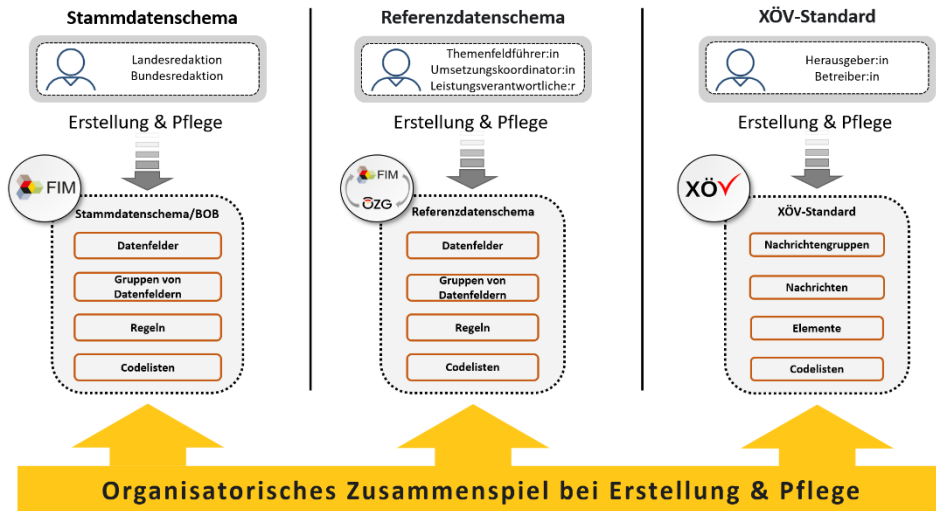 Stammdatenschema
Landesredaktion
Bundesredaktion
Erstellung & Pflege
FIM
Stammdatenschema/BOB
Datenfelder
Gruppen von
Datenfeldern
Regeln
Codelisten
Referenzdatenschema
Themenfeldführer:in
Umsetzungskoordinator:in
Leistungsverantwortliche:r
Erstellung & Pflege
FIM
OZG
Referenzdatenschema
Datenfelder
Gruppen von
Datenfeldern
Regeln
Codelisten
XÖV-Standard
Herausgeber:in
Betreiber:in
Erstellung & Pflege
XÖV
XÖV-Standard
Nachrichtengruppen
Nachrichten
Elemente
Codelisten
Organisatorisches Zusammenspiel bei Erstellung & Pflege